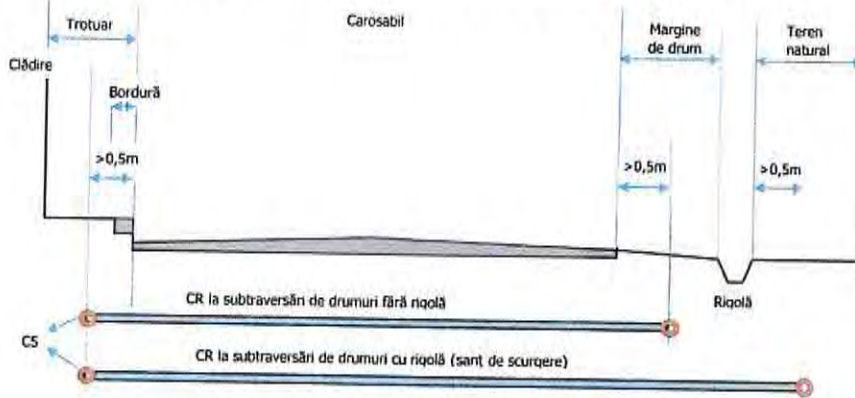 Trotuar
Carosabil
Margine
de drum
Teren
natural
Clădire
Bordură
>0,5m
>0,5m
>0,5m
CR la subtraversări de drumuri fără rigolă
Rigolă
CS
CR la subtraversări de drumuri cu rigolă (sant de scurgere)